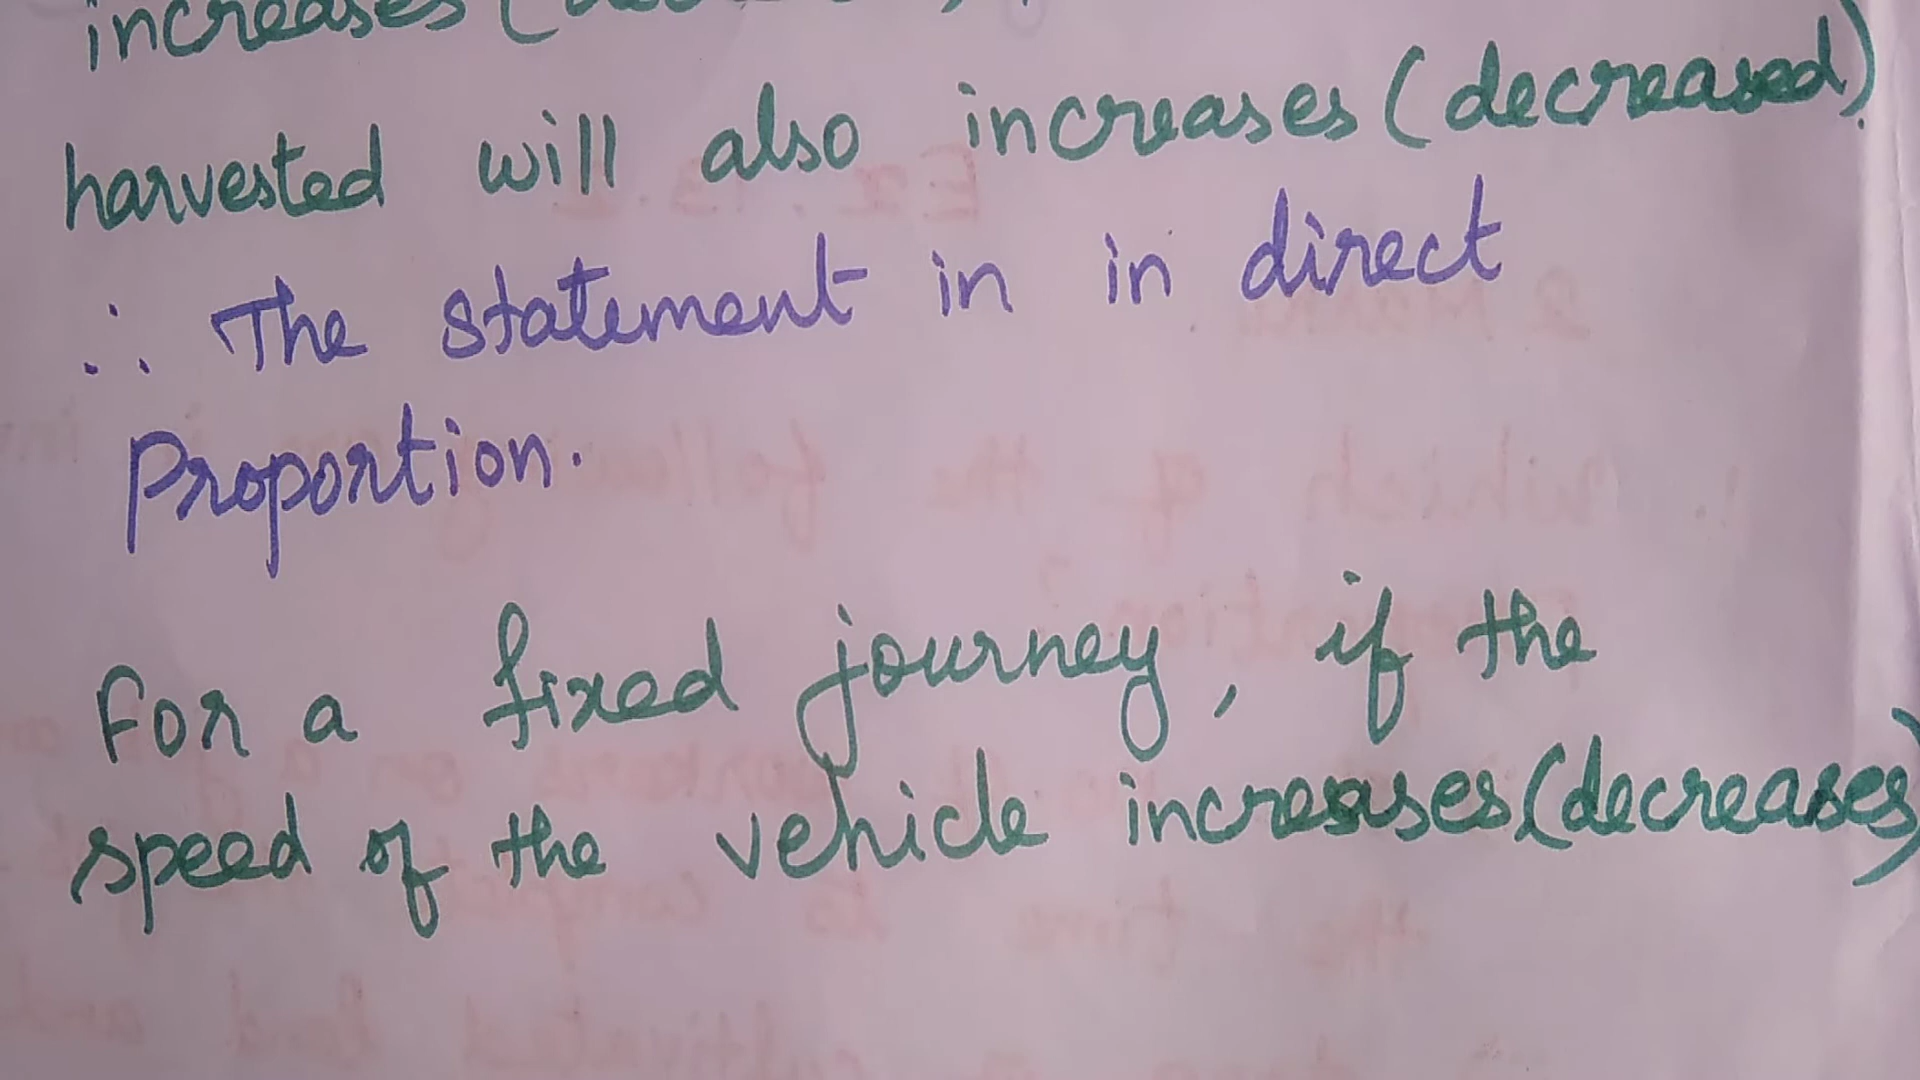 increases (
harvested will also increases (decreased).
∴ The statement in in direct
Proportion.
For a fixed journey, if the
speed of the vehicle increases (decreases)